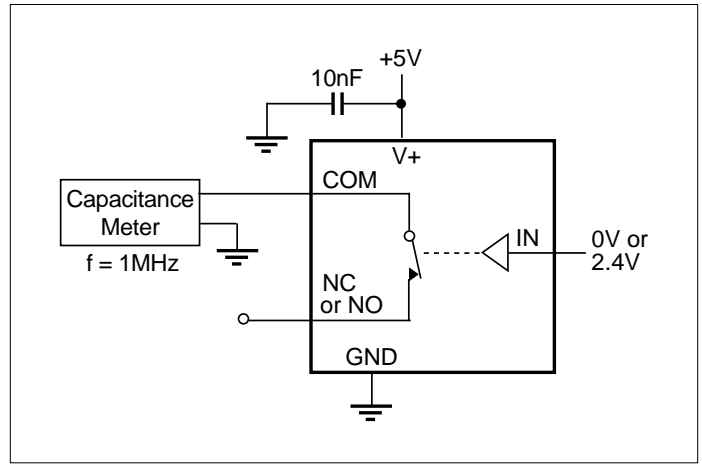 +5V
10nF
V+
COM
Capacitance
Meter
f = 1MHz
IN
0V or
2.4V
NC
or NO
GND